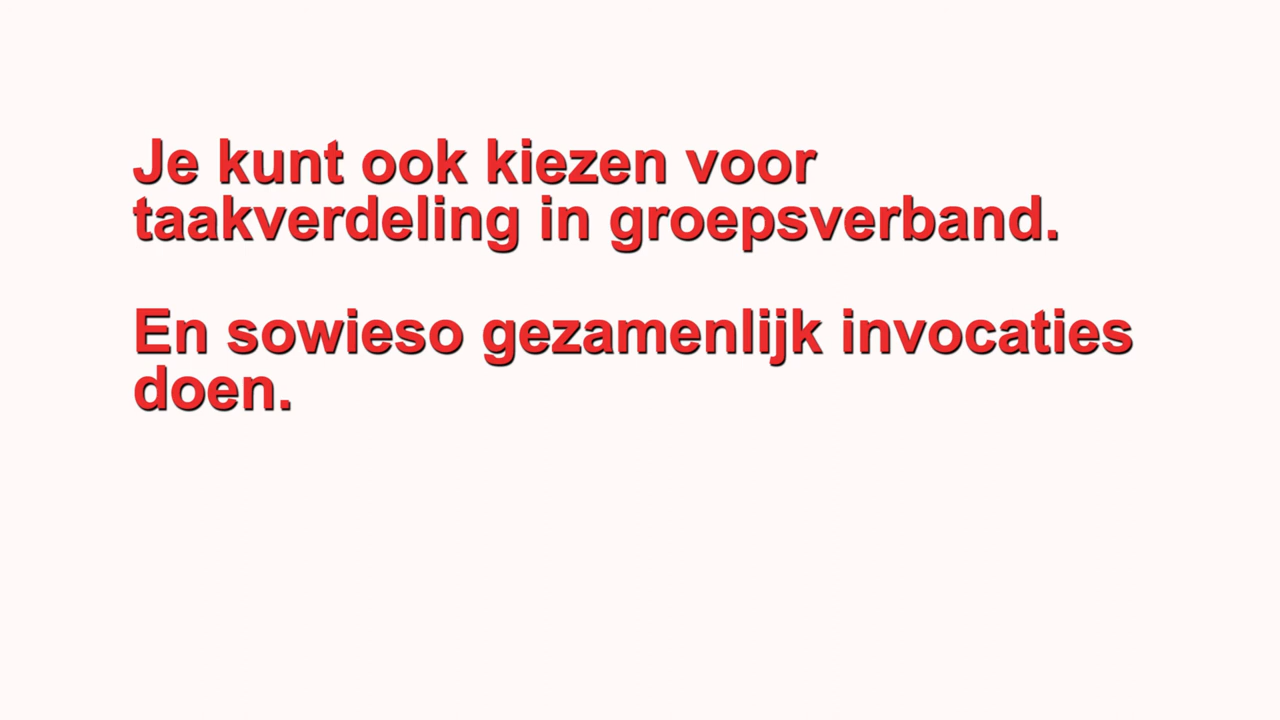 Je kunt ook kiezen voor
taakverdeling in groepsverband.
En sowieso gezamenlijk invocaties
doen.